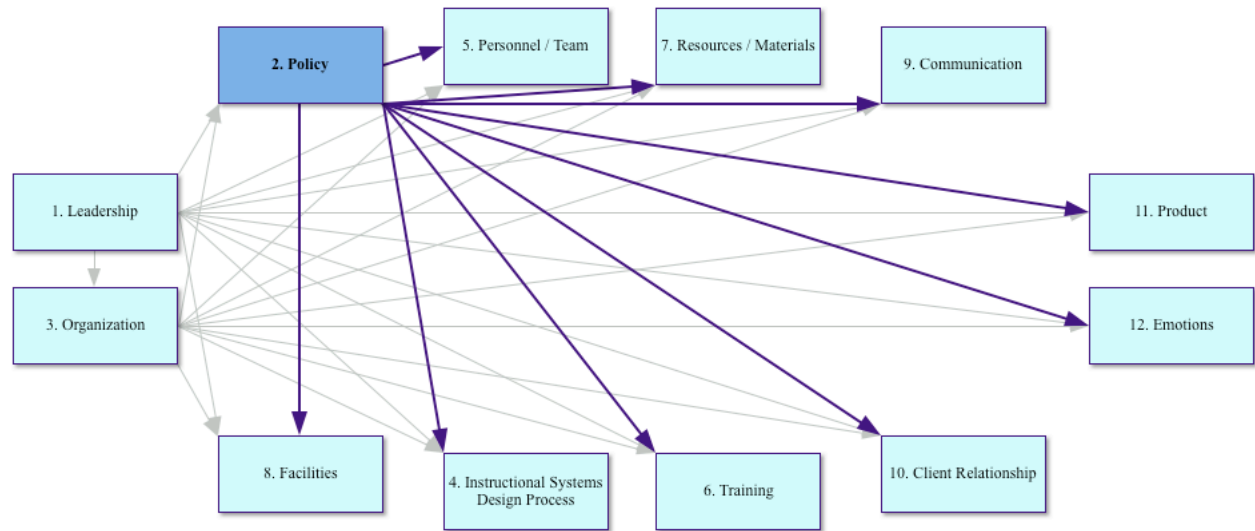 2. Policy
5. Personnel / Team
7. Resources / Materials
9. Communication
1. Leadership
11. Product
3. Organization
12. Emotions
8. Facilities
4. Instructional Systems
Design Process
6. Training
10. Client Relationship